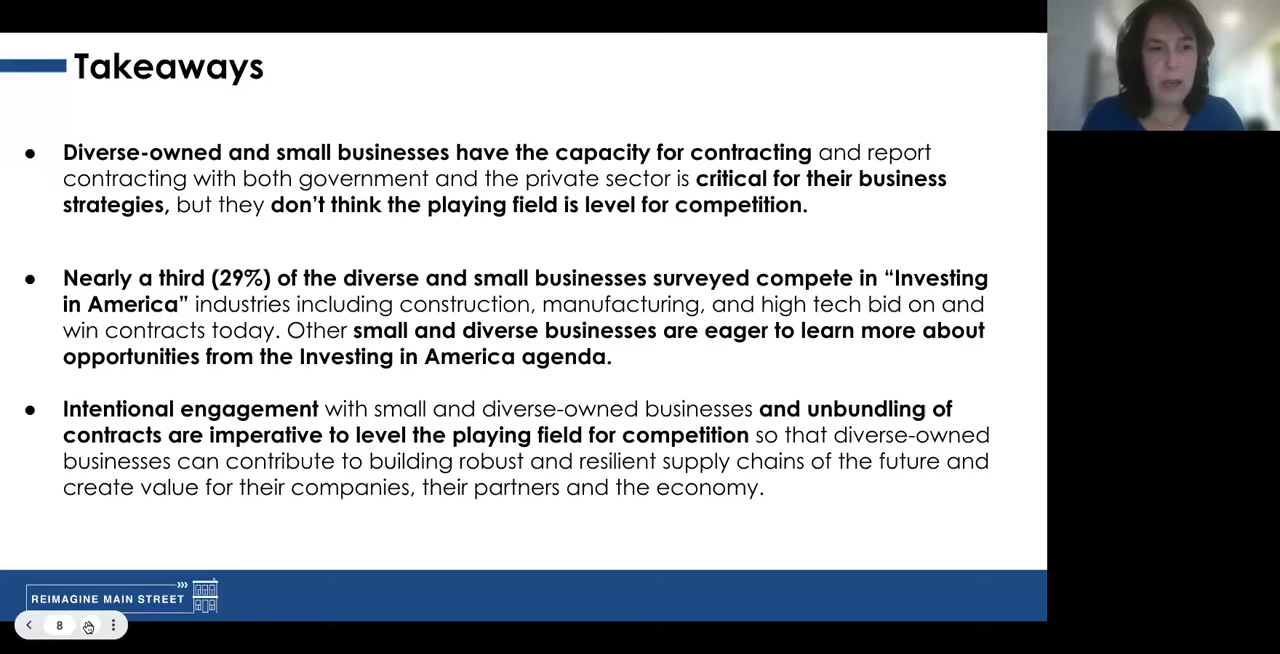 Takeaways
● Diverse-owned and small businesses have the capacity for contracting and report
contracting with both government and the private sector is critical for their business
strategies, but they don’t think the playing field is level for competition.
● Nearly a third (29%) of the diverse and small businesses surveyed compete in “Investing
in America” industries including construction, manufacturing, and high tech bid on and
win contracts today. Other small and diverse businesses are eager to learn more about
opportunities from the Investing in America agenda.
● Intentional engagement with small and diverse-owned businesses and unbundling of
contracts are imperative to level the playing field for competition so that diverse-owned
businesses can contribute to building robust and resilient supply chains of the future and
create value for their companies, their partners and the economy.
REIMAGINE MAIN STREET
8